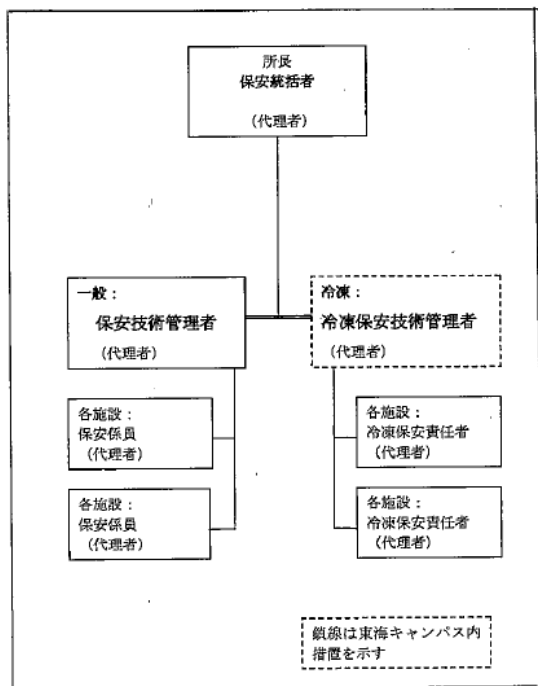 所長
保安統括者
(代理者)
一般：
保安技術管理者
(代理者)
冷凍：
冷凍保安技術管理者
(代理者)
各施設：
保安係員
(代理者)
各施設：
冷凍保安責任者
(代理者)
各施設：
保安係員
(代理者)
各施設：
冷凍保安責任者
(代理者)
鎖線は東海キャンパス内
措置を示す